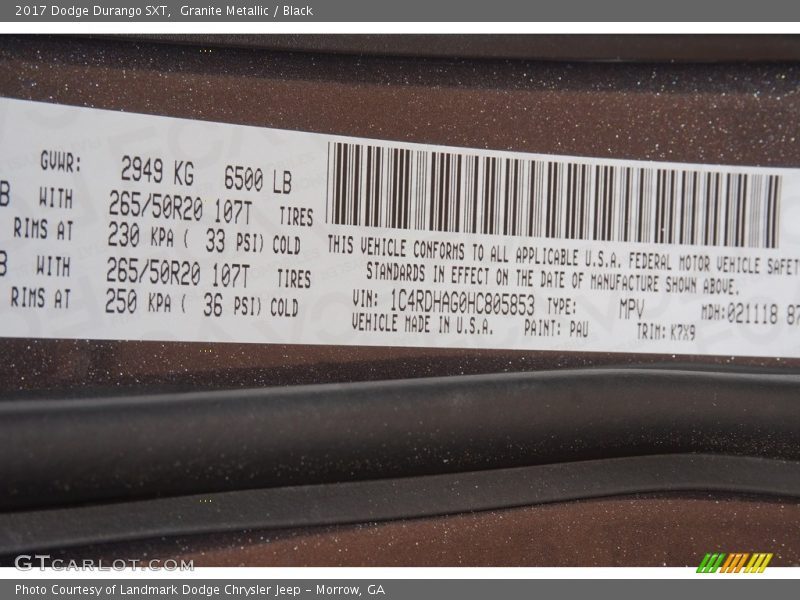 2017 Dodge Durango SXT, Granite Metallic / Black
GVWR: 2949 KG 6500 LB
B WITH 265/50R20 107T TIRES
RIMS AT 230 KPA ( 33 PSI) COLD
B WITH 265/50R20 107T TIRES
RIMS AT 250 KPA ( 36 PSI) COLD
THIS VEHICLE CONFORMS TO ALL APPLICABLE U.S.A. FEDERAL MOTOR VEHICLE SAFET
STANDARDS IN EFFECT ON THE DATE OF MANUFACTURE SHOWN ABOVE.
VIN: 1C4RDHAG0HC805853 TYPE: MPV MDH:021118 87
VEHICLE MADE IN U.S.A. PAINT: PAU TRIM: K7X9
GTCARLOT.COM
Photo Courtesy of Landmark Dodge Chrysler Jeep - Morrow, GA